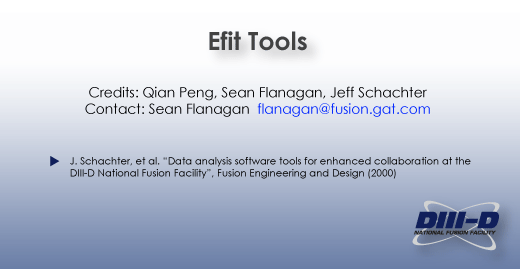 Efit Tools
Credits: Qian Peng, Sean Flanagan, Jeff Schachter
Contact: Sean Flanagan flanagan@fusion.gat.com
J. Schachter, et al. "Data analysis software tools for enhanced collaboration at the
DIII-D National Fusion Facility", Fusion Engineering and Design (2000)
DIII-D
NATIONAL FUSION FACILITY